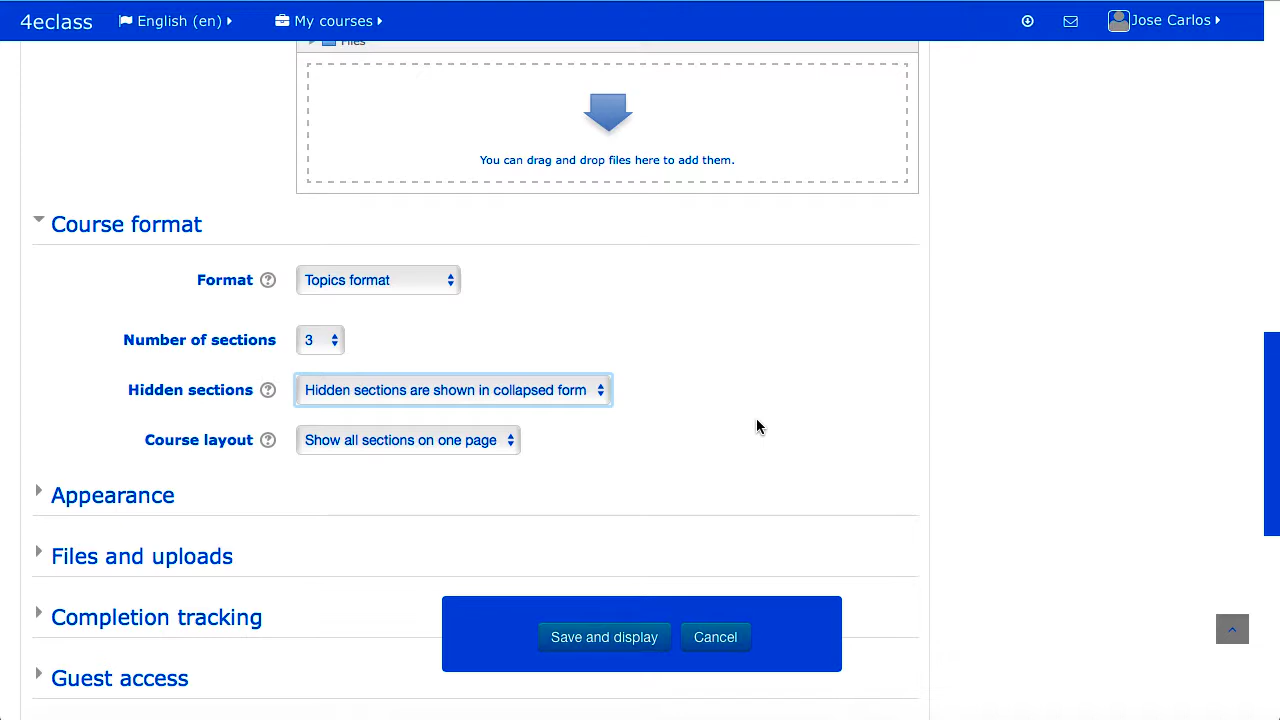 4eclass English (en) My courses Jose Carlos
Files
You can drag and drop files here to add them.
Course format
Format Topics format
Number of sections 3
Hidden sections Hidden sections are shown in collapsed form
Course layout Show all sections on one page
Appearance
Files and uploads
Completion tracking
Save and display Cancel
Guest access